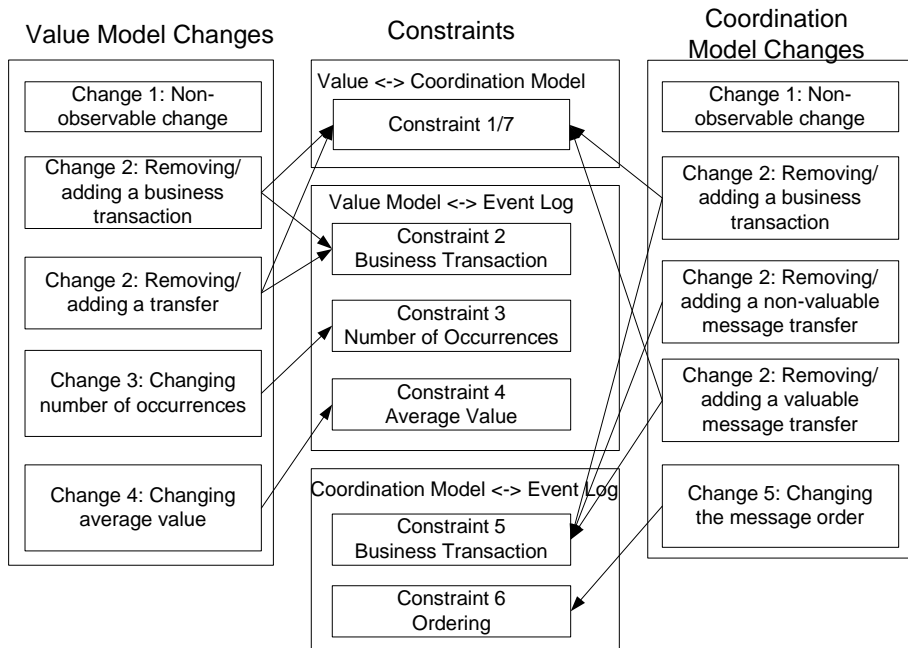 Value Model Changes
Change 1: Non-
observable change
Change 2: Removing/
adding a business
transaction
Change 2: Removing/
adding a transfer
Change 3: Changing
number of occurrences
Change 4: Changing
average value
Constraints
Value <-> Coordination Model
Constraint 1/7
Value Model <-> Event Log
Constraint 2
Business Transaction
Constraint 3
Number of Occurrences
Constraint 4
Average Value
Coordination Model <-> Event Log
Constraint 5
Business Transaction
Constraint 6
Ordering
Coordination
Model Changes
Change 1: Non-
observable change
Change 2: Removing/
adding a business
transaction
Change 2: Removing/
adding a non-valuable
message transfer
Change 2: Removing/
adding a valuable
message transfer
Change 5: Changing
the message order